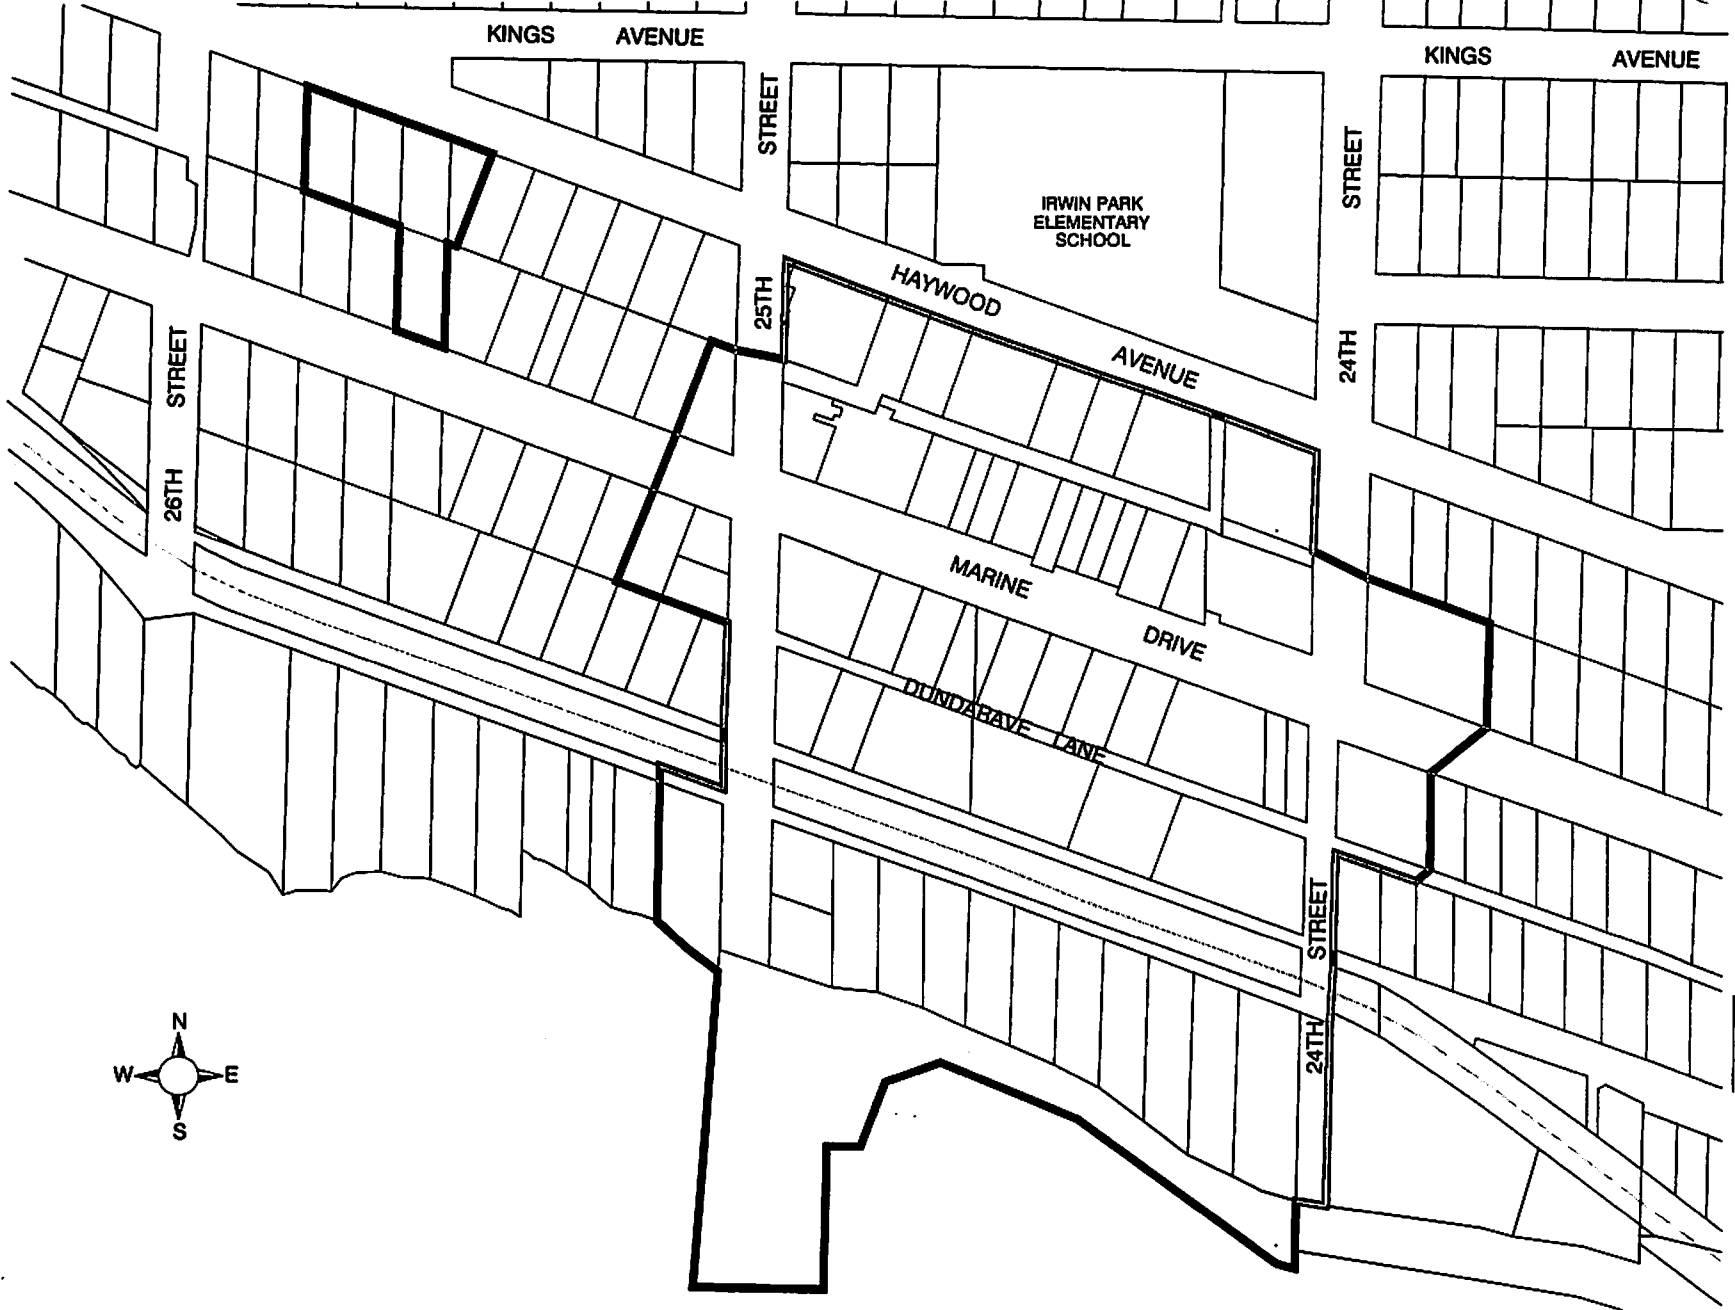 KINGS AVENUE
KINGS AVENUE
STREET
25TH
STREET
24TH
IRWIN PARK
ELEMENTARY
SCHOOL
HAYWOOD
AVENUE
STREET
26TH
MARINE
DRIVE
DUNDARAVE LANE
STREET
24TH
N
W E
S